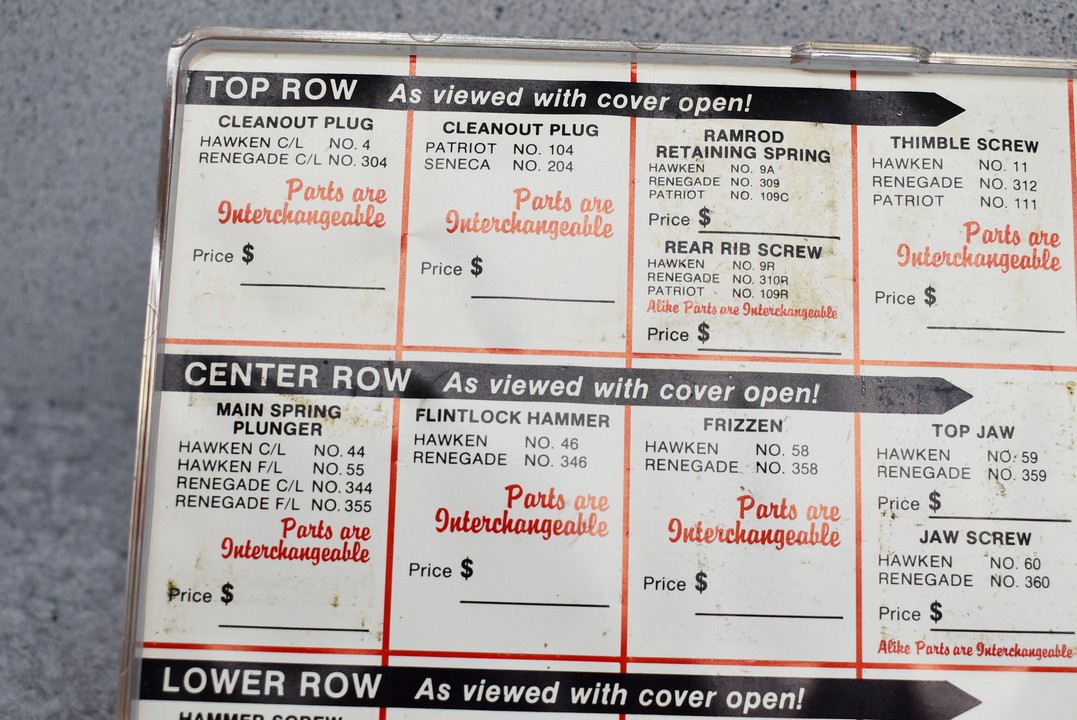 TOP ROW As viewed with cover open!
CLEANOUT PLUG
HAWKEN C/L NO. 4
RENEGADE C/L NO. 304
Parts are
Interchangeable
Price $
CLEANOUT PLUG
PATRIOT NO. 104
SENECA NO. 204
Parts are
Interchangeable
Price $
RAMROD
RETAINING SPRING
HAWKEN NO. 9A
RENEGADE NO. 309
PATRIOT NO. 109C
Price $
REAR RIB SCREW
HAWKEN NO. 9R
RENEGADE NO. 310R
PATRIOT NO. 109R
Alike Parts are Interchangeable
Price $
THIMBLE SCREW
HAWKEN NO. 11
RENEGADE NO. 312
PATRIOT NO. 111
Parts are
Interchangeable
Price $
CENTER ROW As viewed with cover open!
MAIN SPRING
PLUNGER
HAWKEN C/L NO. 44
HAWKEN F/L NO. 55
RENEGADE C/L NO. 344
RENEGADE F/L NO. 355
Parts are
Interchangeable
Price $
FLINTLOCK HAMMER
HAWKEN NO. 46
RENEGADE NO. 346
Parts are
Interchangeable
Price $
FRIZZEN
HAWKEN NO. 58
RENEGADE NO. 358
Parts are
Interchangeable
Price $
TOP JAW
HAWKEN NO. 59
RENEGADE NO. 359
Price $
JAW SCREW
HAWKEN NO. 60
RENEGADE NO. 360
Price $
Alike Parts are Interchangeable
LOWER ROW As viewed with cover open!
HAMMER SCREW